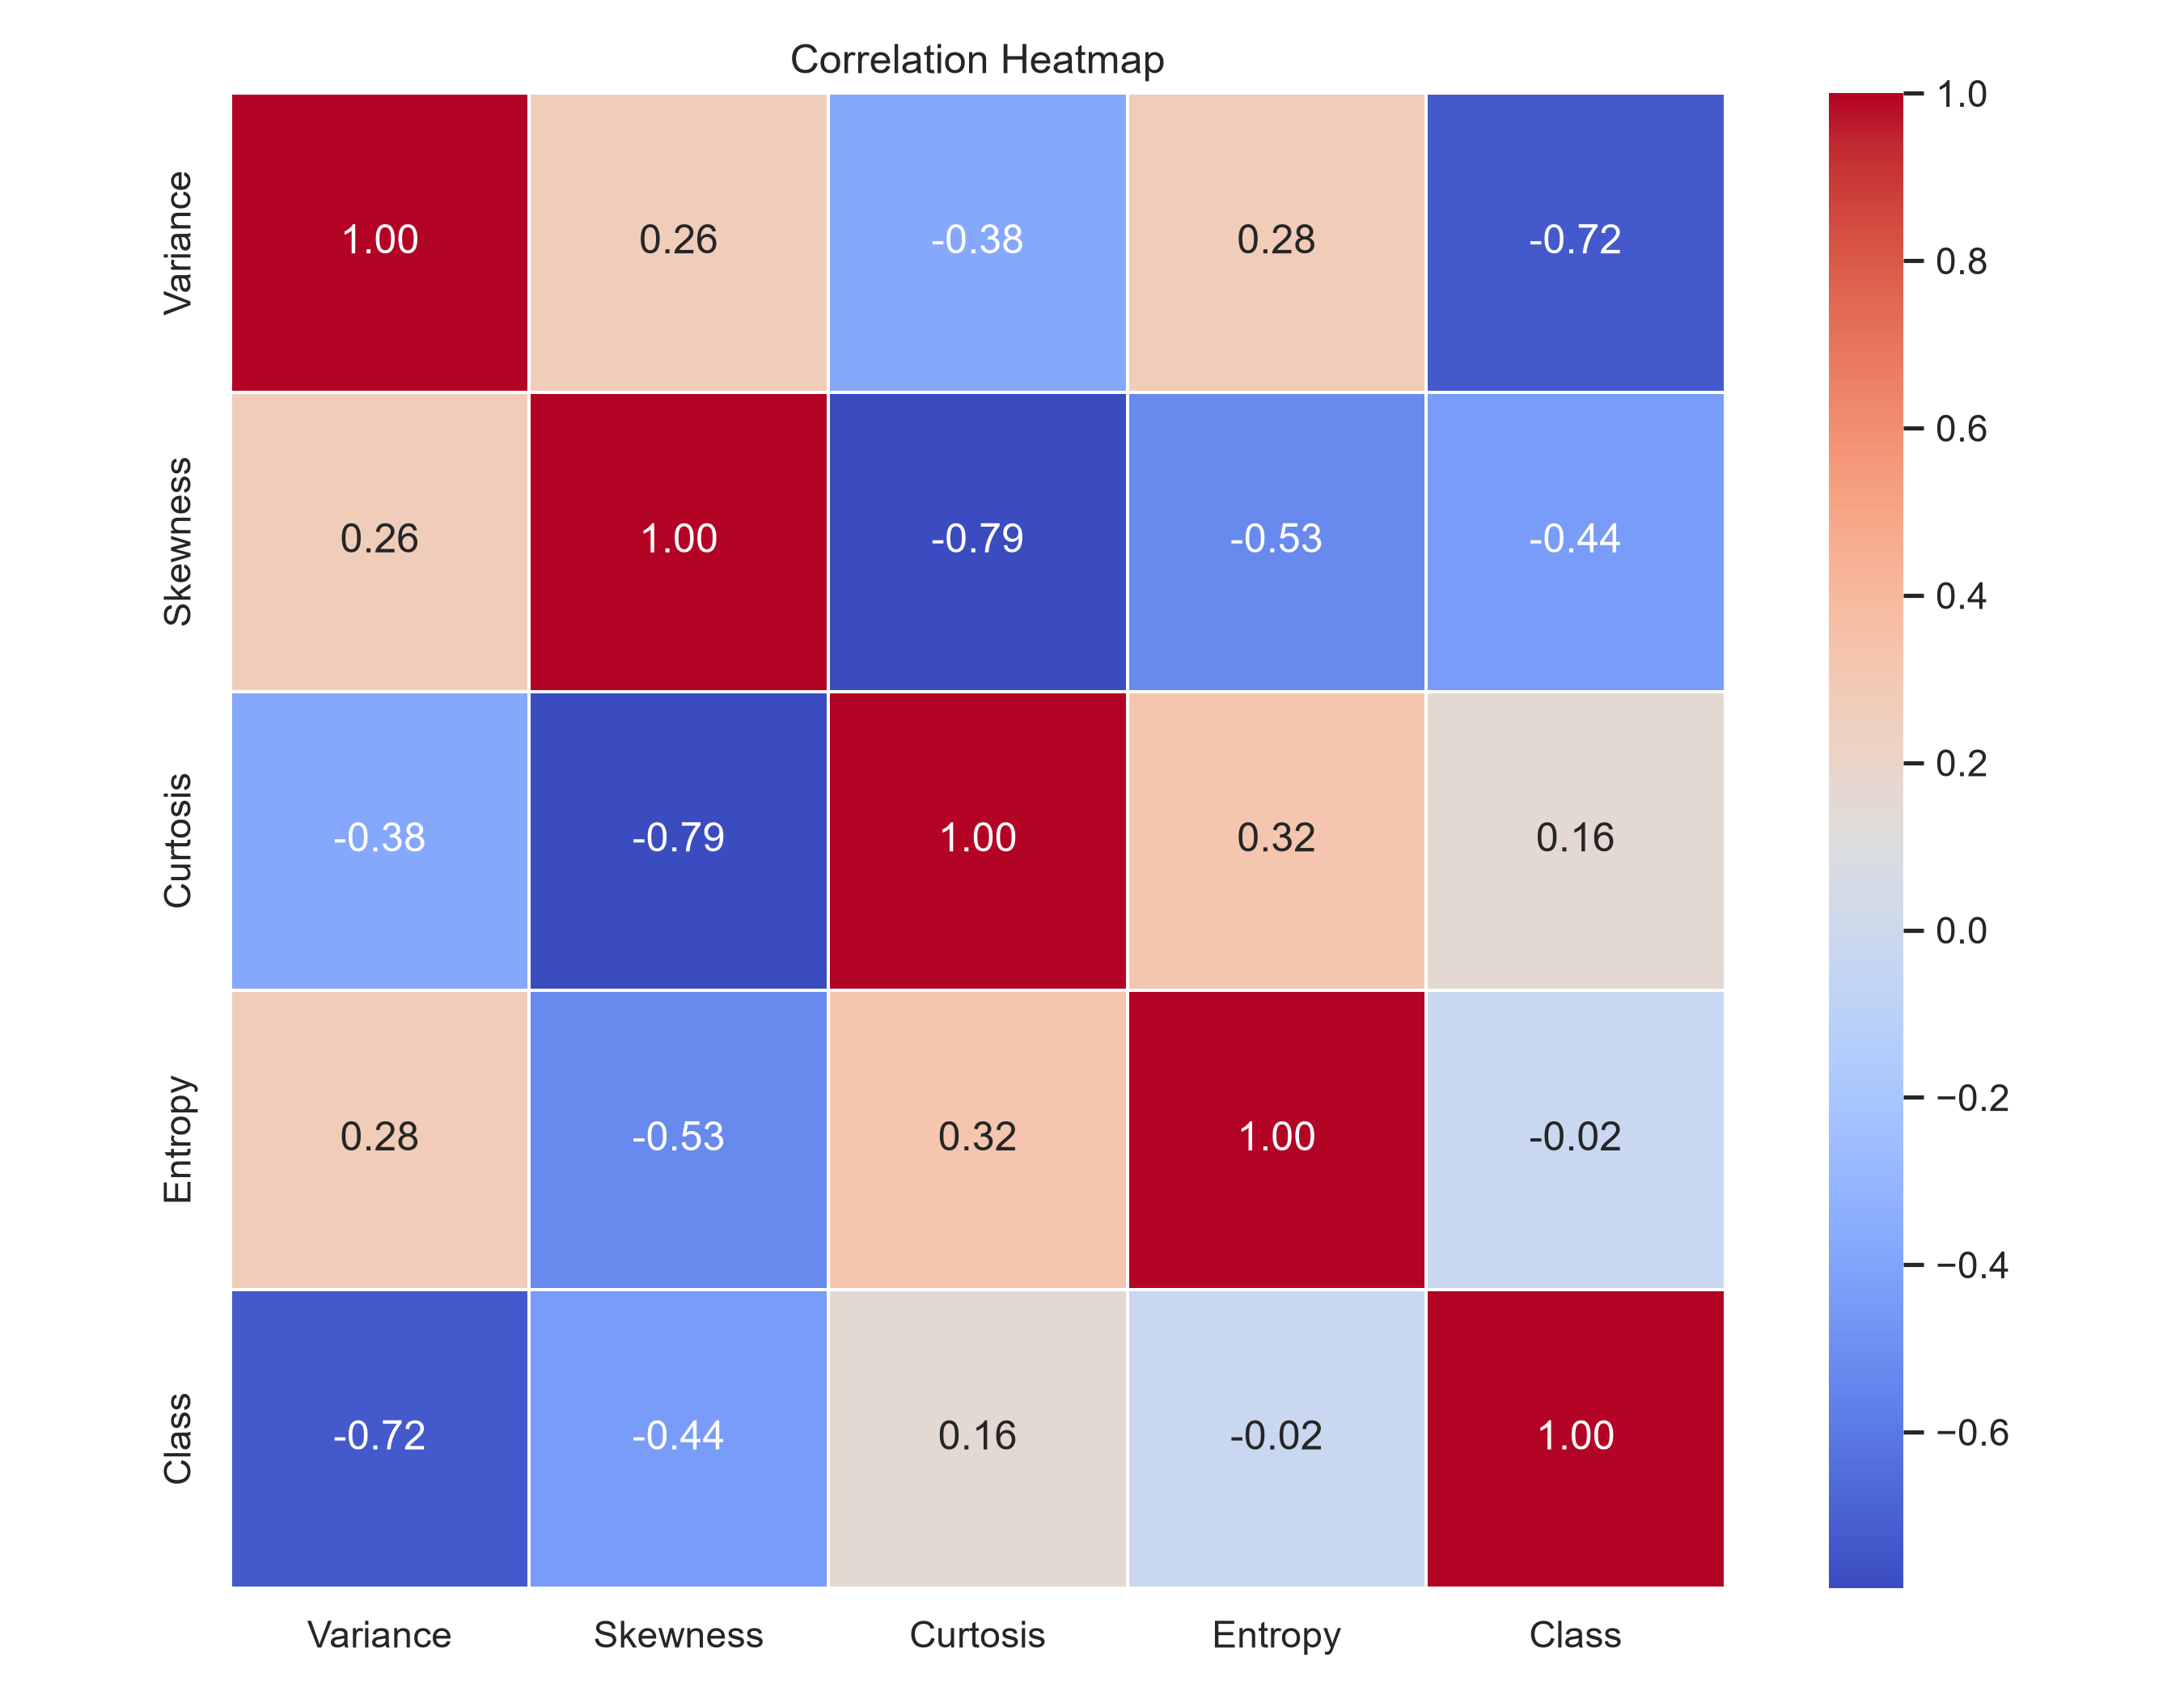 Correlation Heatmap
Variance 1.00 0.26 -0.38 0.28 -0.72
Skewness 0.26 1.00 -0.79 -0.53 -0.44
Curtosis -0.38 -0.79 1.00 0.32 0.16
Entropy 0.28 -0.53 0.32 1.00 -0.02
Class -0.72 -0.44 0.16 -0.02 1.00
Variance Skewness Curtosis Entropy Class
1.0
0.8
0.6
0.4
0.2
0.0
−0.2
−0.4
−0.6